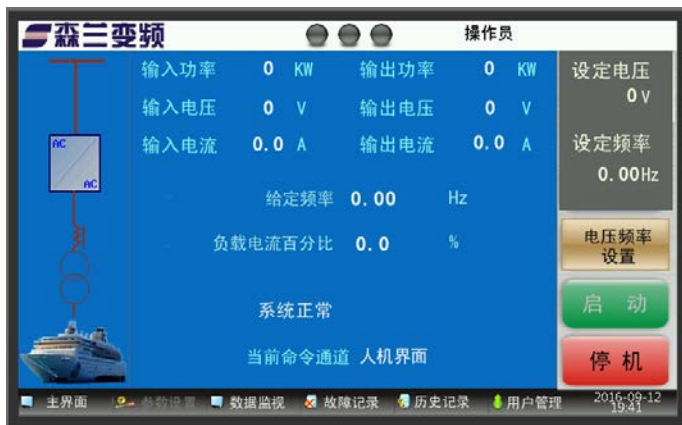 森兰变频 操作员
输入功率 0 KW 输出功率 0 KW 设定电压
0 V
输入电压 0 V 输出电压 0 V
输入电流 0.0 A 输出电流 0.0 A 设定频率
0.00Hz
AC
AC
给定频率 0.00 Hz
负载电流百分比 0.0 % 电压频率
设置
系统正常 启 动
当前命令通道 人机界面 停 机
主界面 参数设置 数据监视 故障记录 历史记录 用户管理 2016-09-12
19:41